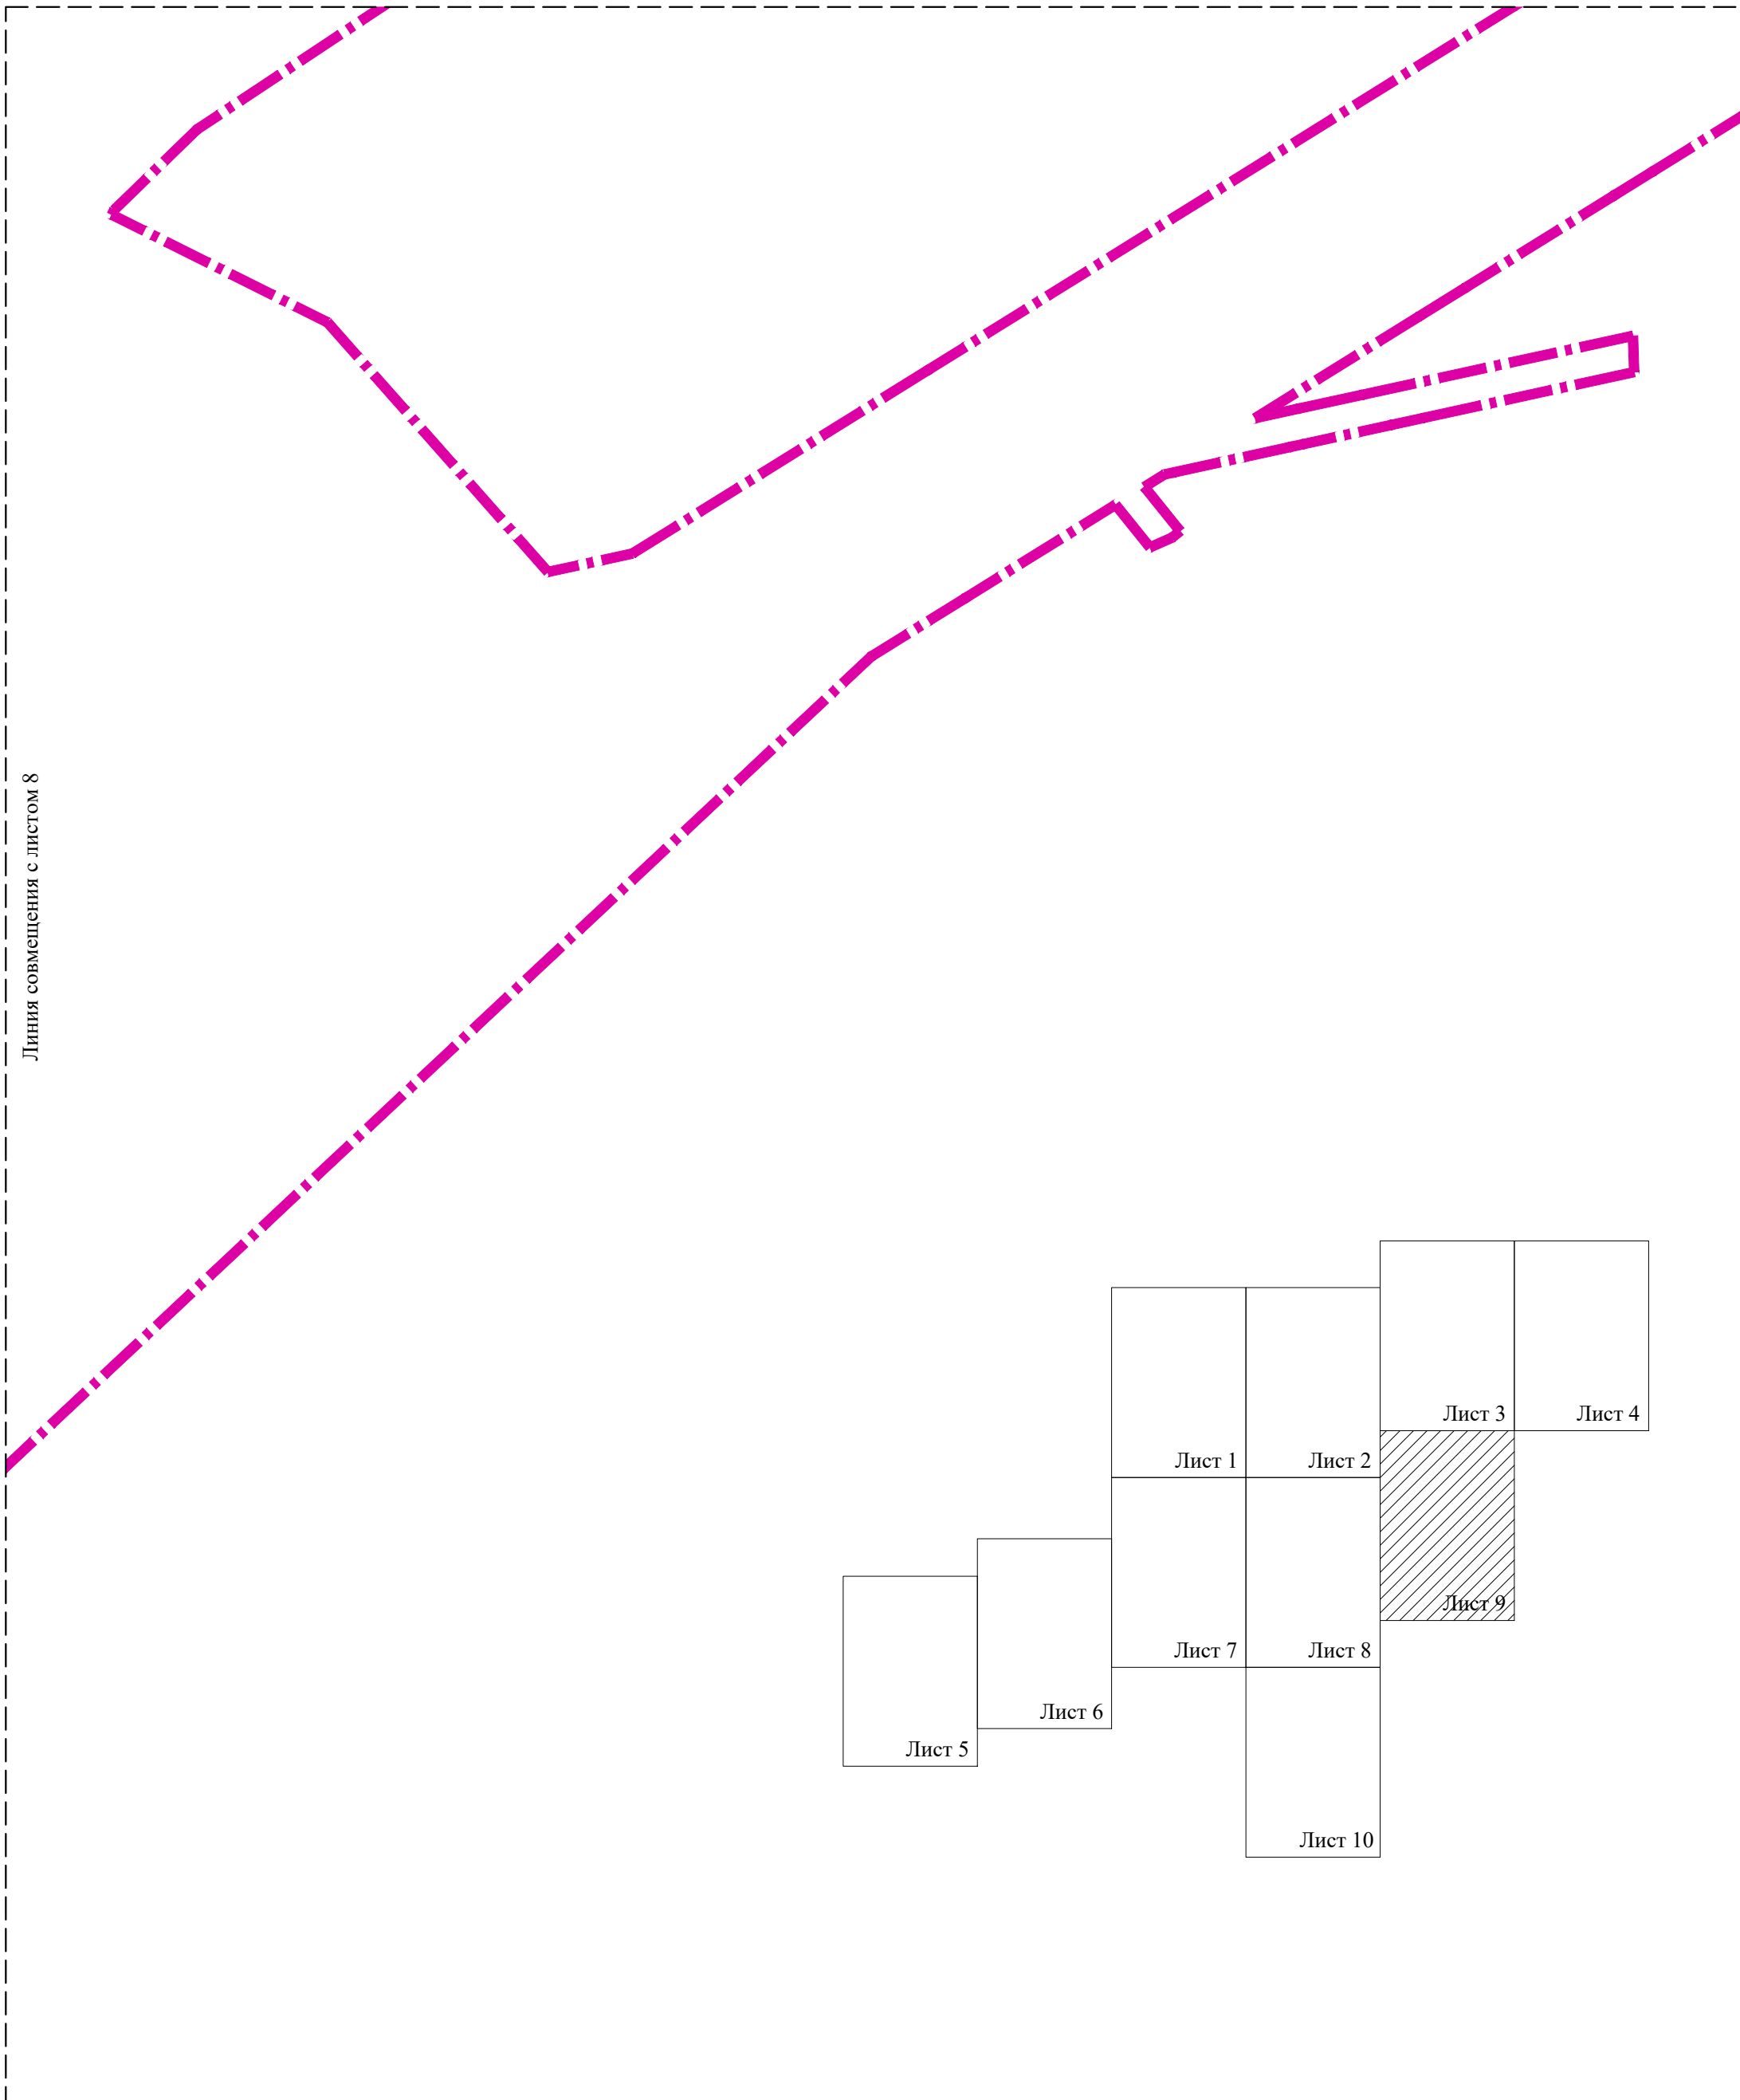 Линия совмещения с листом 8
Лист 3
Лист 4
Лист 1
Лист 2
Лист 9
Лист 7
Лист 8
Лист 6
Лист 5
Лист 10